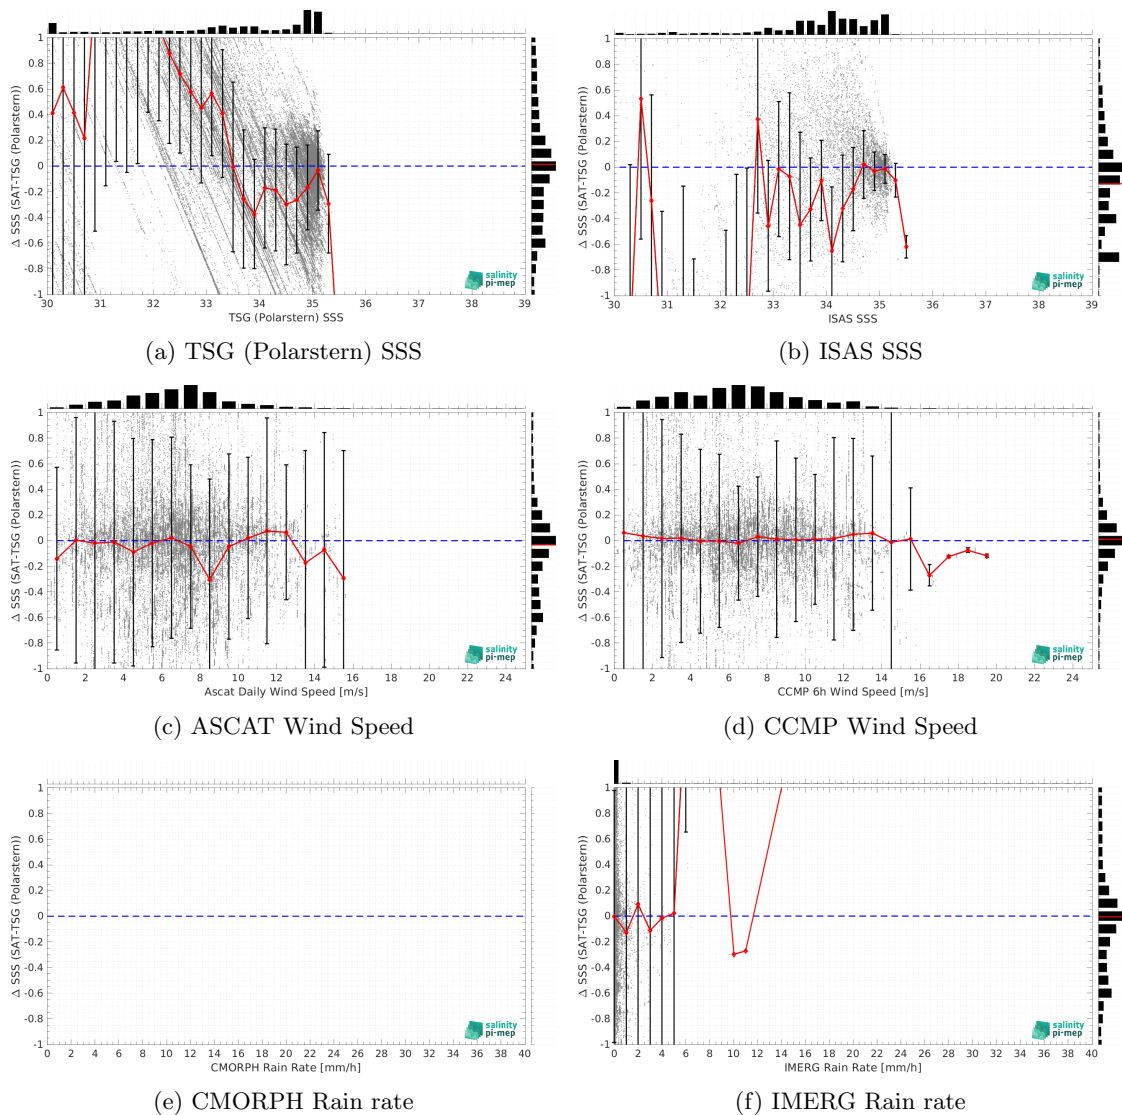 1
0.8
0.6
0.4
0.2
0
-0.2
-0.4
-0.6
-0.8
-1
Δ SSS (SAT-TSG (Polarstern))
30 31 32 33 34 35 36 37 38 39
TSG (Polarstern) SSS
salinity
pi-mep
(a) TSG (Polarstern) SSS
1
0.8
0.6
0.4
0.2
0
-0.2
-0.4
-0.6
-0.8
-1
Δ SSS (SAT-TSG (Polarstern))
30 31 32 33 34 35 36 37 38 39
ISAS SSS
salinity
pi-mep
(b) ISAS SSS
1
0.8
0.6
0.4
0.2
0
-0.2
-0.4
-0.6
-0.8
-1
Δ SSS (SAT-TSG (Polarstern))
0 2 4 6 8 10 12 14 16 18 20 22 24
Ascat Daily Wind Speed [m/s]
salinity
pi-mep
(c) ASCAT Wind Speed
1
0.8
0.6
0.4
0.2
0
-0.2
-0.4
-0.6
-0.8
-1
Δ SSS (SAT-TSG (Polarstern))
0 2 4 6 8 10 12 14 16 18 20 22 24
CCMP 6h Wind Speed [m/s]
salinity
pi-mep
(d) CCMP Wind Speed
1
0.8
0.6
0.4
0.2
0
-0.2
-0.4
-0.6
-0.8
-1
Δ SSS (SAT-TSG (Polarstern))
0 2 4 6 8 10 12 14 16 18 20 22 24 26 28 30 32 34 36 38 40
CMORPH Rain Rate [mm/h]
salinity
pi-mep
(e) CMORPH Rain rate
1
0.8
0.6
0.4
0.2
0
-0.2
-0.4
-0.6
-0.8
-1
Δ SSS (SAT-TSG (Polarstern))
0 2 4 6 8 10 12 14 16 18 20 22 24 26 28 30 32 34 36 38 40
IMERG Rain Rate [mm/h]
salinity
pi-mep
(f) IMERG Rain rate